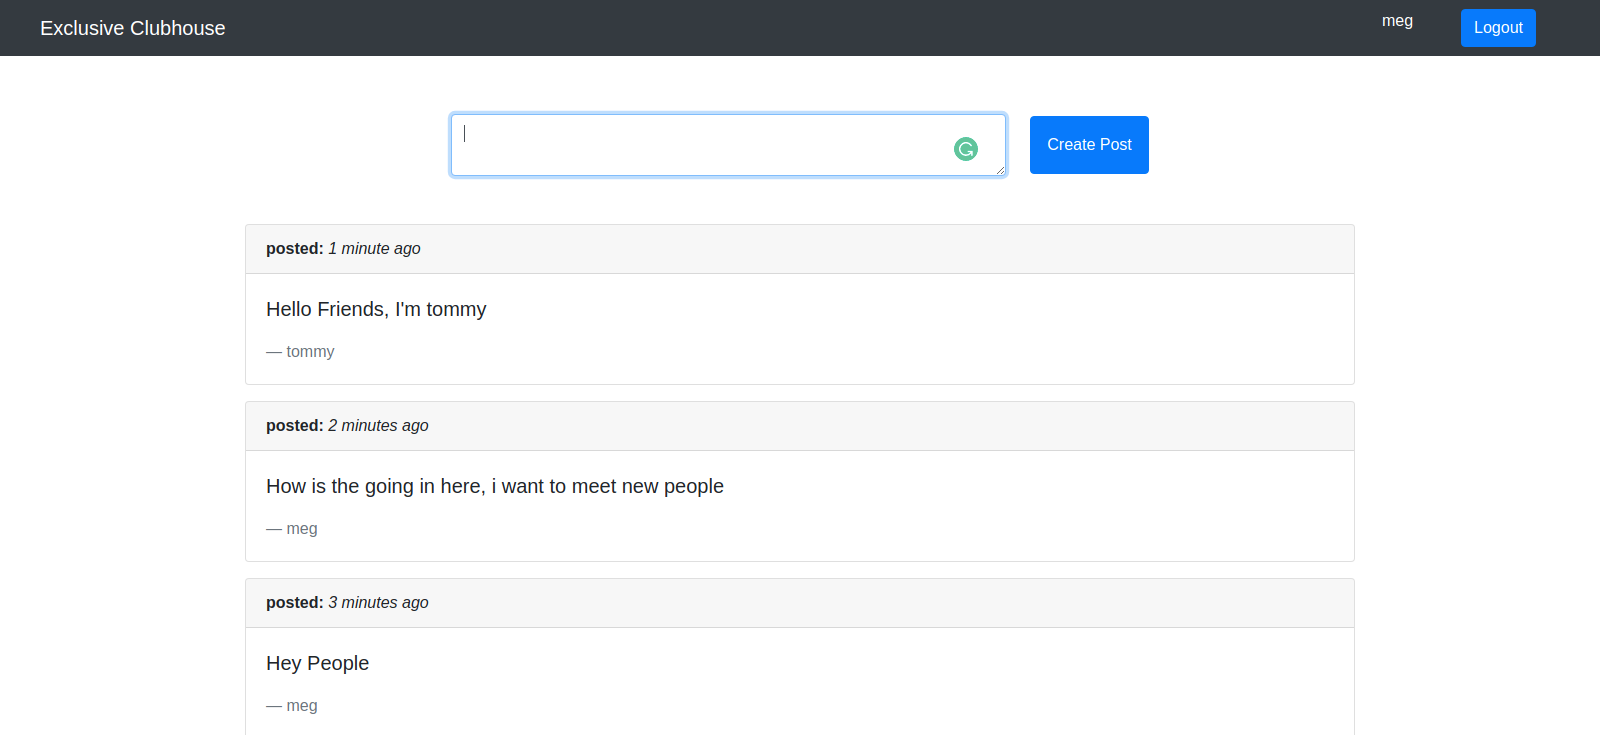 Exclusive Clubhouse
meg
Logout
Create Post
posted: 1 minute ago
Hello Friends, I'm tommy
— tommy
posted: 2 minutes ago
How is the going in here, i want to meet new people
— meg
posted: 3 minutes ago
Hey People
— meg